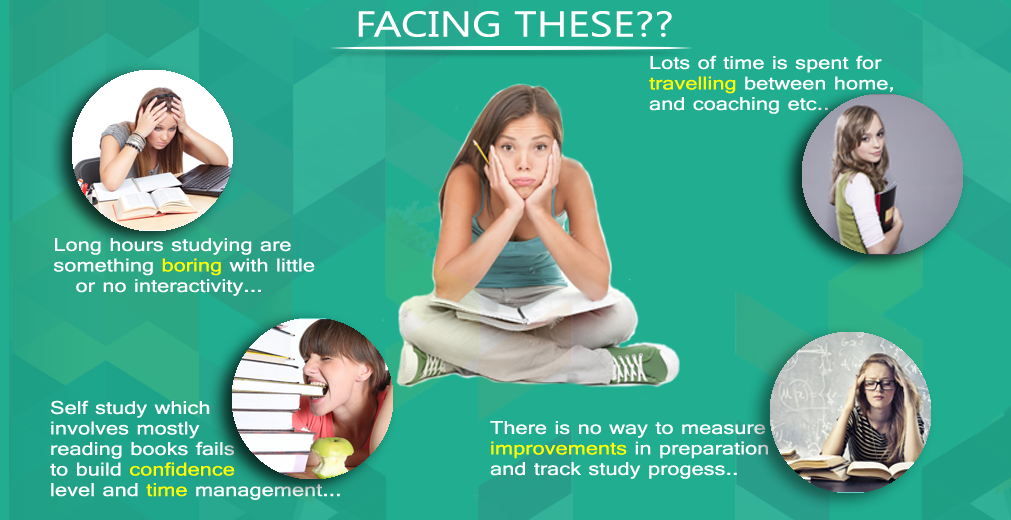 FACING THESE??
Lots of time is spent for
travelling between home,
and coaching etc..
Long hours studying are
something boring with little
or no interactivity...
Self study which
involves mostly
reading books fails
to build confidence
level and time management...
There is no way to measure
improvements in preparation
and track study progess..